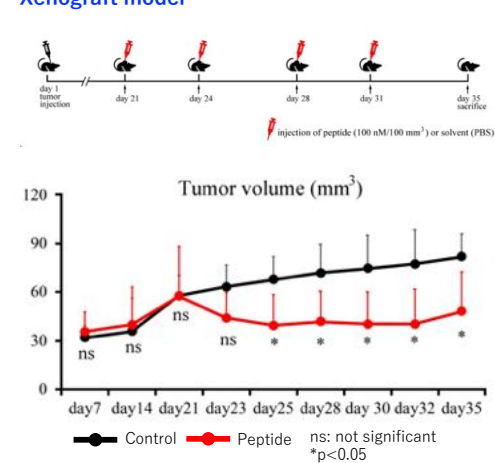 Xenograft model
day 1
tumor
injection
day 21
day 24
day 28
day 31
day 35
sacrifice
injection of peptide (100 nM/100 mm³) or solvent (PBS)
Tumor volume (mm³)
120
90
60
30
0
ns
ns
ns
ns
*
*
*
*
*
day7 day14 day21 day23 day25 day28 day 30 day32 day35
Control Peptide ns: not significant
*p<0.05